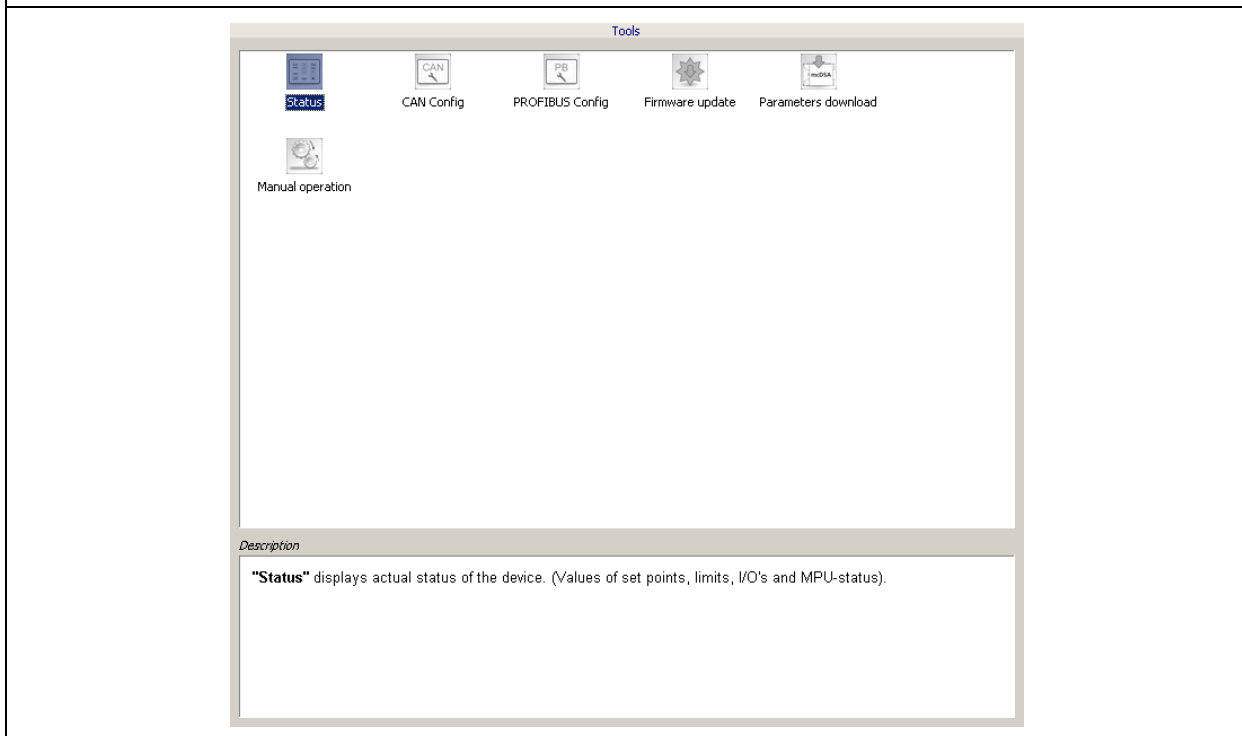 Tools
CAN PB mcDSA
Status CAN Config PROFIBUS Config Firmware update Parameters download
Manual operation
Description
"Status" displays actual status of the device. (Values of set points, limits, I/O's and MPU-status).